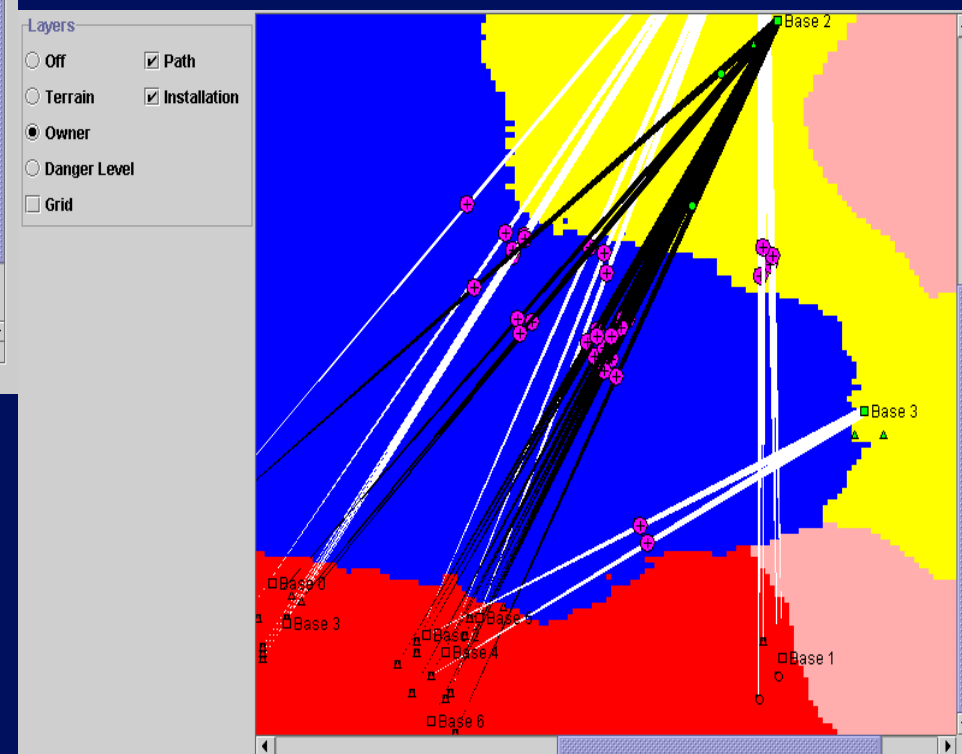 Layers
Off
Path
Terrain
Installation
Owner
Danger Level
Grid
Base 2
Base 3
Base 0
Base 3
Base 5
Base 2
Base 4
Base 1
Base 6